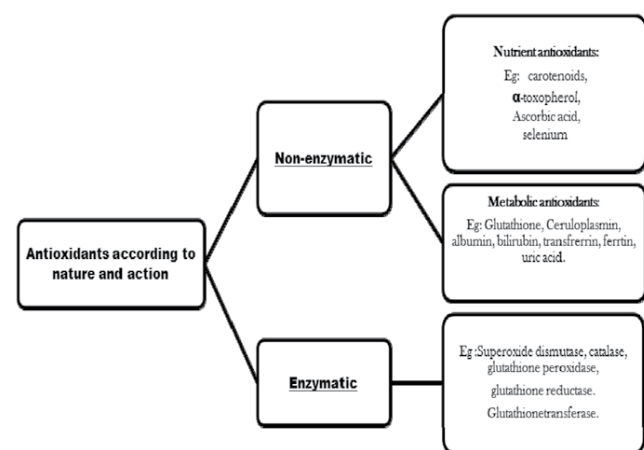 Antioxidants according to
nature and action
Non-enzymatic
Enzymatic
Nutrient antioxidants:
Eg: carotenoids,
α-toxopherol,
Ascorbic acid,
selenium
Metabolic antioxidants:
Eg: Glutathione, Ceruloplasmin,
albumin, bilirubin, transferrin, ferrtin,
uric acid.
Eg :Superoxide dismutase, catalase,
glutathione peroxidase,
glutathione reductase.
Glutathionetransferase.